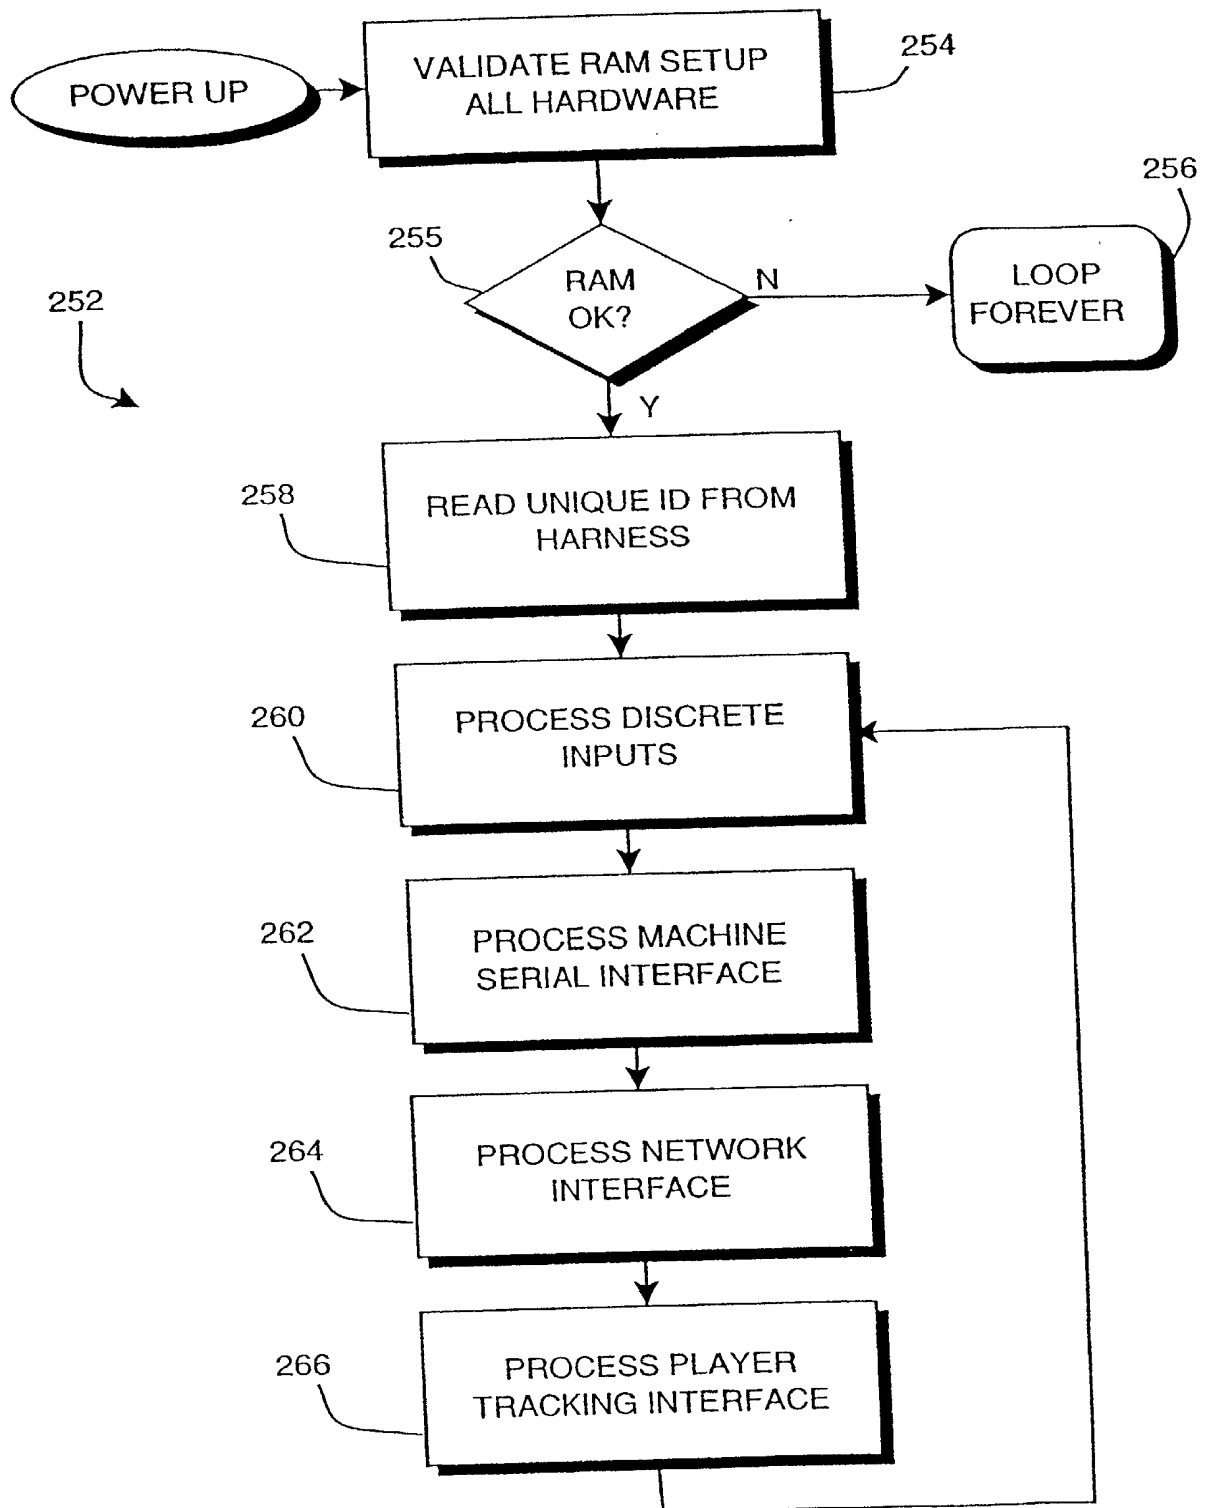 POWER UP
VALIDATE RAM SETUP
ALL HARDWARE
254
256
255
RAM
OK?
N
LOOP
FOREVER
252
Y
258
READ UNIQUE ID FROM
HARNESS
260
PROCESS DISCRETE
INPUTS
262
PROCESS MACHINE
SERIAL INTERFACE
264
PROCESS NETWORK
INTERFACE
266
PROCESS PLAYER
TRACKING INTERFACE